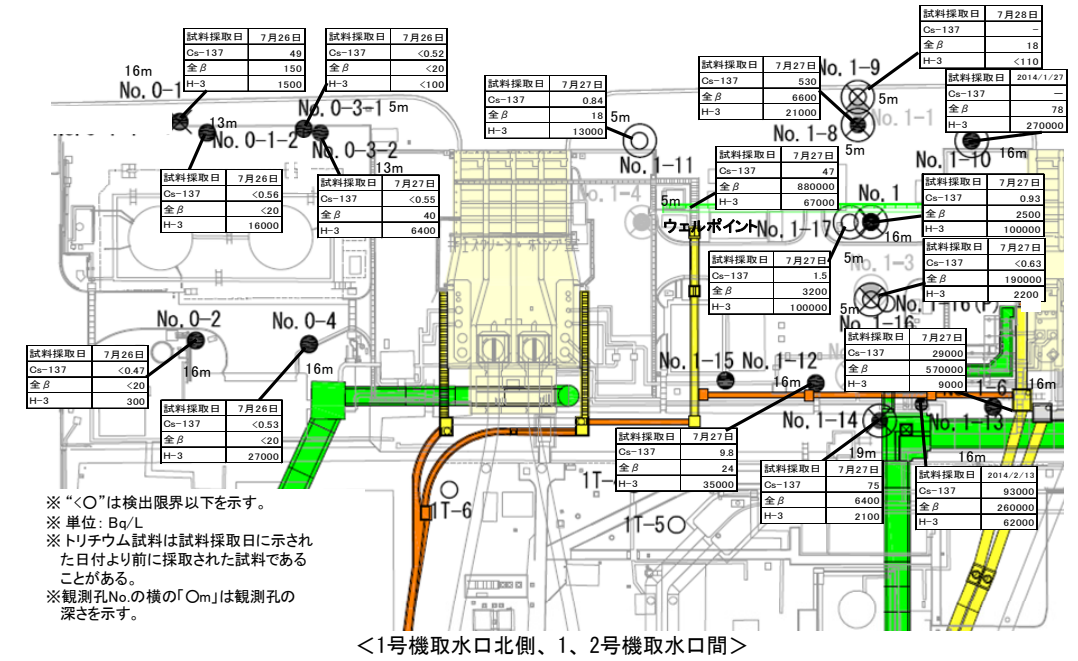 試料採取日 7月28日
Cs-137 −
全β 18
H-3 <110
試料採取日 7月26日
Cs-137 49
全β 150
H-3 1500
試料採取日 7月26日
Cs-137 <0.52
全β <20
H-3 <100
試料採取日 7月27日
Cs-137 530
全β 6600
H-3 21000
試料採取日 2014/1/27
Cs-137 −
全β 78
H-3 270000
試料採取日 7月27日
Cs-137 0.84
全β 18
H-3 13000
16m
No. 0-1
No. 1-9
5m
No. 0-3-1 5m
No. 1-1
13m
No. 0-1-2
No. 0-3-2
13m
5m
No. 1-11
No. 1-8
5m
No. 1-10
16m
試料採取日 7月27日
Cs-137 47
全β 880000
H-3 67000
試料採取日 7月26日
Cs-137 <0.56
全β <20
H-3 16000
試料採取日 7月27日
Cs-137 <0.55
全β 40
H-3 6400
試料採取日 7月27日
Cs-137 0.93
全β 2500
H-3 100000
No. 1-4
5m
ウェルポイント
No. 1-17
5m
No. 1
16m
No. 1-3
試料採取日 7月27日
Cs-137 <0.63
全β 190000
H-3 2200
試料採取日 7月27日
Cs-137 1.5
全β 3200
H-3 100000
5m
No. 1-16(P)
No. 1-16
No. 0-2
16m
No. 0-4
16m
試料採取日 7月27日
Cs-137 29000
全β 570000
H-3 9000
No. 1-15
No. 1-12
16m
1-6
16m
試料採取日 7月26日
Cs-137 <0.47
全β <20
H-3 300
試料採取日 7月26日
Cs-137 <0.53
全β <20
H-3 27000
No. 1-14
19m
No. 1-13
16m
試料採取日 7月27日
Cs-137 9.8
全β 24
H-3 35000
試料採取日 7月27日
Cs-137 75
全β 6400
H-3 2100
試料採取日 2014/2/13
Cs-137 93000
全β 260000
H-3 62000
1T-6
1T-5
※ “<〇”は検出限界以下を示す。
※ 単位: Bq/L
※ トリチウム試料は試料採取日に示され
た日付より前に採取された試料である
ことがある。
※観測孔No.の横の「〇m」は観測孔の
深さを示す。
<1号機取水口北側、1、2号機取水口間>